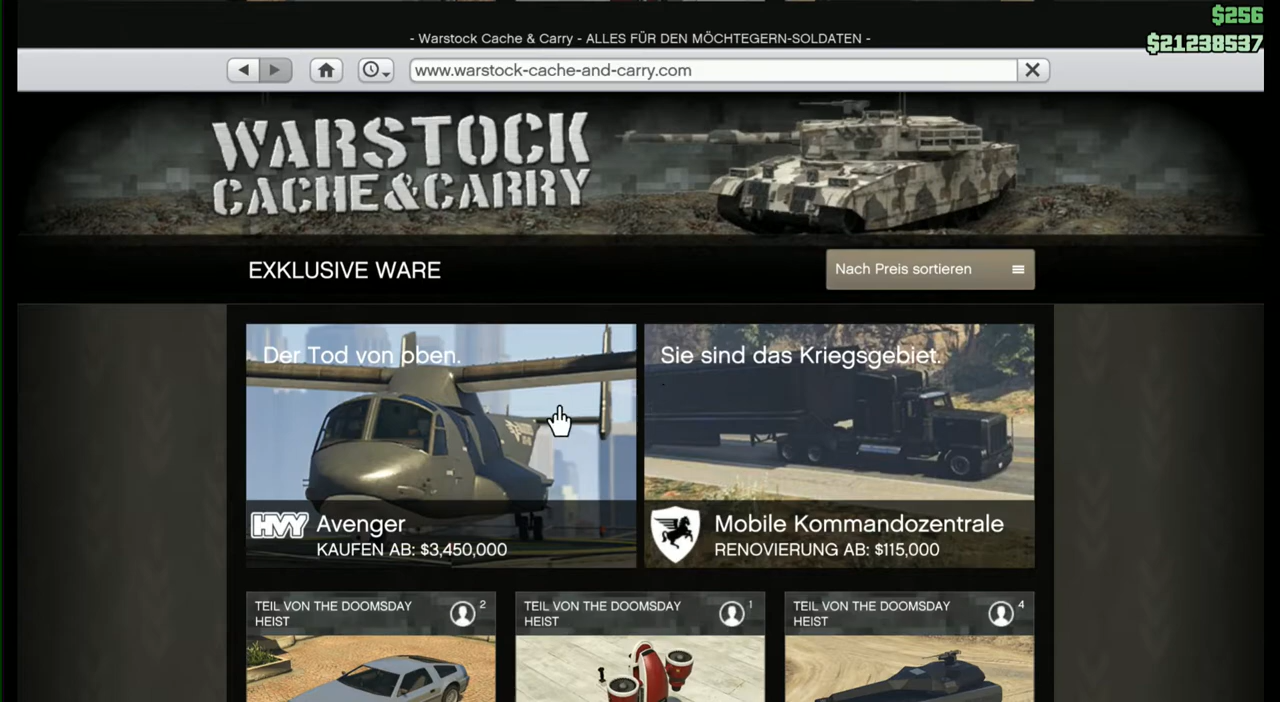 $256
- Warstock Cache & Carry - ALLES FÜR DEN MÖCHTEGERN-SOLDATEN -
$21238537
www.warstock-cache-and-carry.com
WARSTOCK
CACHE&CARRY
EXKLUSIVE WARE
Nach Preis sortieren
Der Tod von oben.
Sie sind das Kriegsgebiet.
HVY
Avenger
KAUFEN AB: $3,450,000
Mobile Kommandozentrale
RENOVIERUNG AB: $115,000
TEIL VON THE DOOMSDAY
HEIST
2
TEIL VON THE DOOMSDAY
HEIST
1
TEIL VON THE DOOMSDAY
HEIST
4